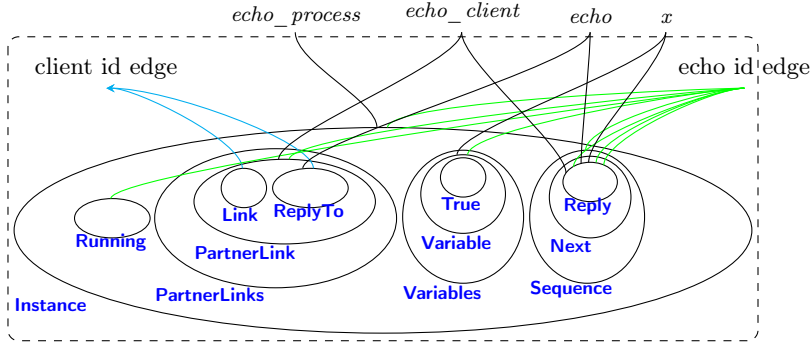 echo_process echo_client echo x
client id edge echo id edge
Link ReplyTo True Reply
Running PartnerLink Variable Next
Instance PartnerLinks Variables Sequence